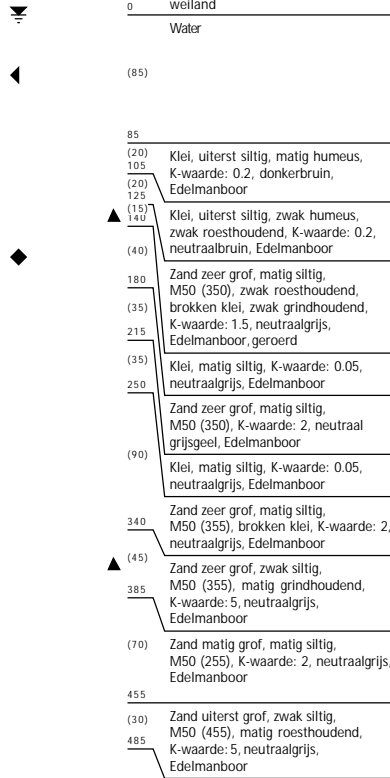 0
weiland
Water
(85)
85
(20)
Klei, uiterst siltig, matig humeus,
K-waarde: 0.2, donkerbruin,
Edelmanboor
105
(20)
125
(15)
140
Klei, uiterst siltig, zwak humeus,
zwak roesthoudend, K-waarde: 0.2,
neutraalbruin, Edelmanboor
(40)
180
Zand zeer grof, matig siltig,
M50 (350), zwak roesthoudend,
brokken klei, zwak grindhoudend,
K-waarde: 1.5, neutraalgrijs,
Edelmanboor, geroerd
(35)
215
(35)
Klei, matig siltig, K-waarde: 0.05,
neutraalgrijs, Edelmanboor
250
Zand zeer grof, matig siltig,
M50 (350), K-waarde: 2, neutraal
grijsgeel, Edelmanboor
(90)
Klei, matig siltig, K-waarde: 0.05,
neutraalgrijs, Edelmanboor
340
Zand zeer grof, matig siltig,
M50 (355), brokken klei, K-waarde: 2,
neutraalgrijs, Edelmanboor
(45)
385
Zand zeer grof, zwak siltig,
M50 (355), matig grindhoudend,
K-waarde: 5, neutraalgrijs,
Edelmanboor
(70)
Zand matig grof, matig siltig,
M50 (255), K-waarde: 2, neutraalgrijs,
Edelmanboor
455
(30)
485
Zand uiterst grof, zwak siltig,
M50 (455), matig roesthoudend,
K-waarde: 5, neutraalgrijs,
Edelmanboor